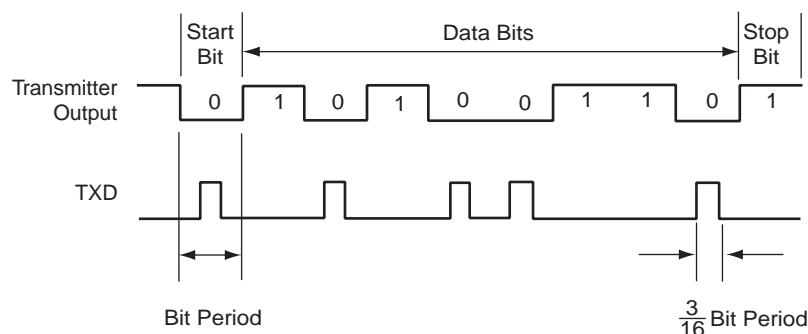 Start Bit
Data Bits
Stop Bit
Transmitter Output
0 1 0 1 0 0 1 1 0 1
TXD
Bit Period
3/16 Bit Period